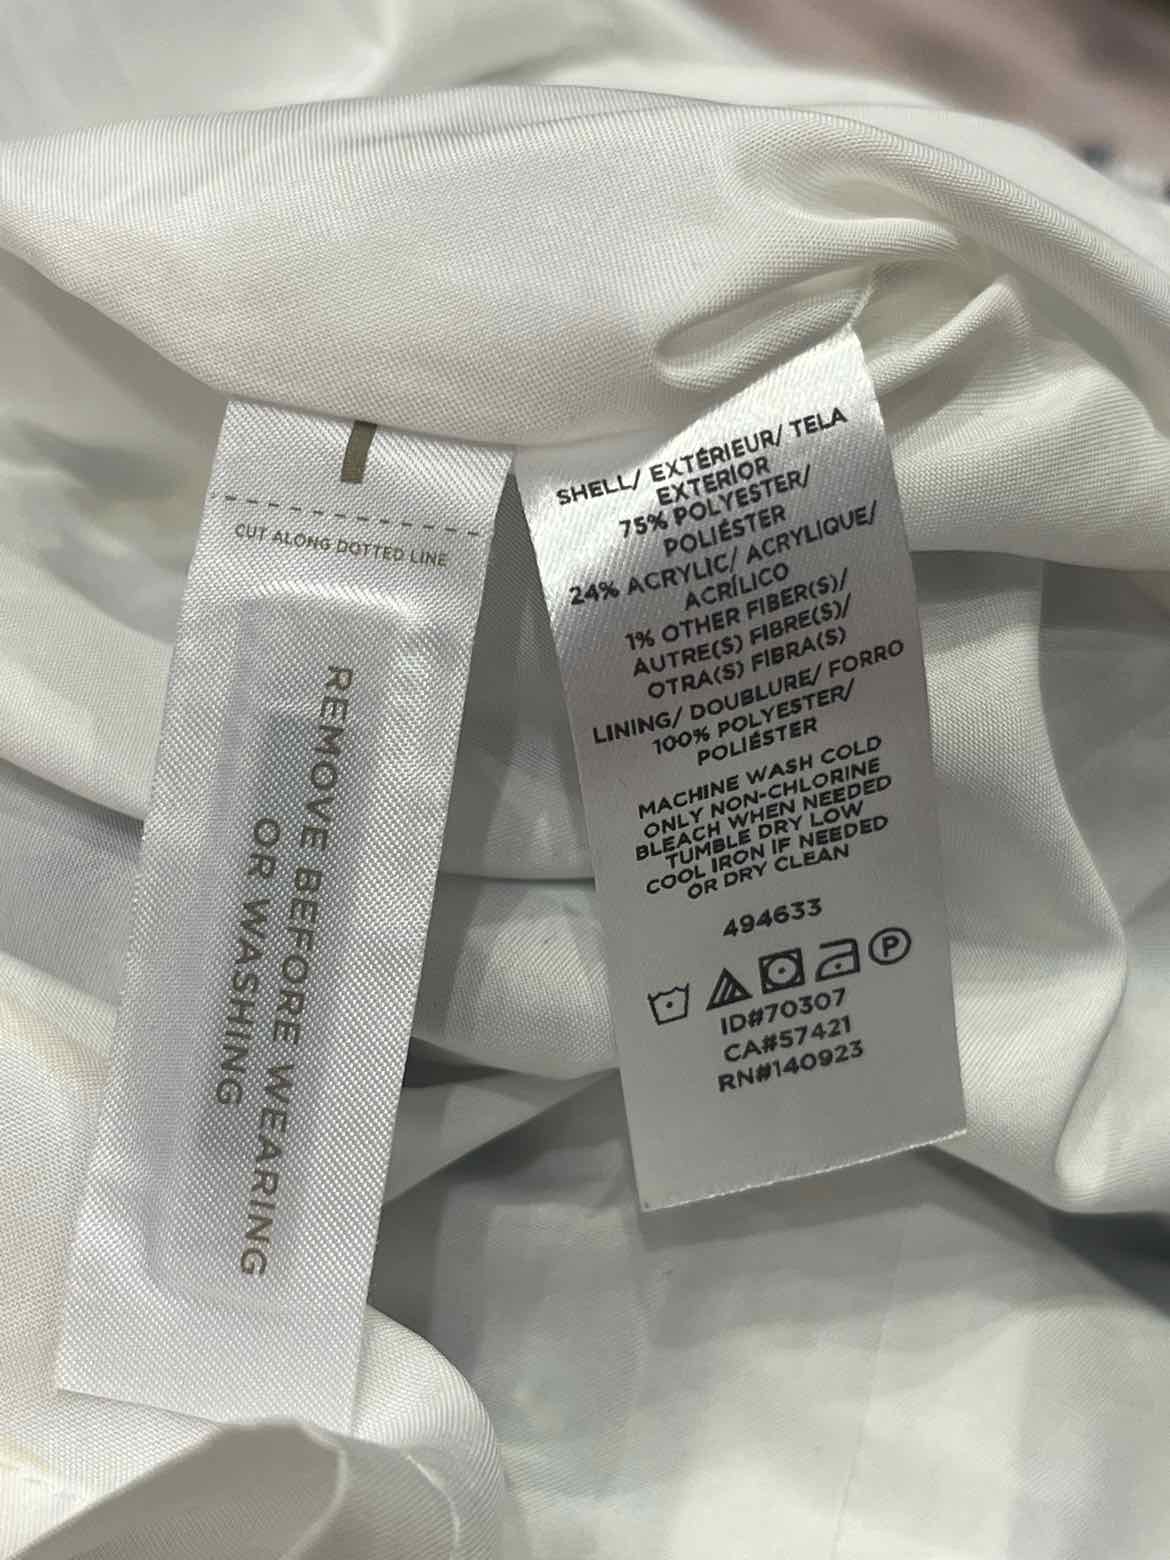 CUT ALONG DOTTED LINE
REMOVE BEFORE WEARING
OR WASHING
SHELL/ EXTÉRIEUR/ TELA
EXTERIOR
75% POLYESTER/
POLIÉSTER
24% ACRYLIC/ ACRYLIQUE/
ACRÍLICO
1% OTHER FIBER(S)/
AUTRE(S) FIBRE(S)/
OTRA(S) FIBRA(S)
LINING/ DOUBLURE/ FORRO
100% POLYESTER/
POLIÉSTER
MACHINE WASH COLD
ONLY NON-CHLORINE
BLEACH WHEN NEEDED
TUMBLE DRY LOW
COOL IRON IF NEEDED
OR DRY CLEAN
494633
P
ID#70307
CA#57421
RN#140923